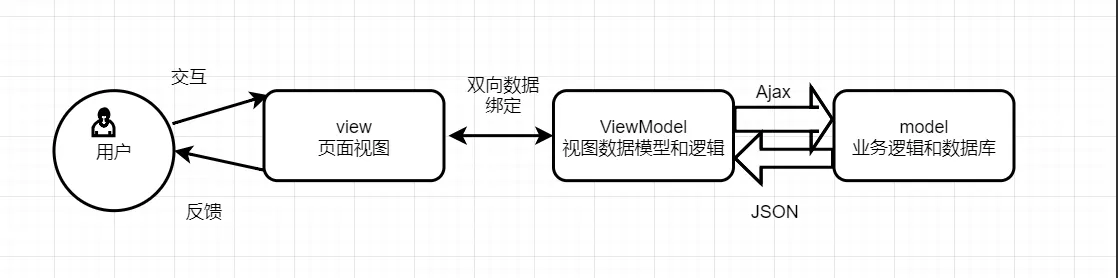 交互
用户
反馈
view
页面视图
双向数据
绑定
ViewModel
视图数据模型和逻辑
Ajax
JSON
model
业务逻辑和数据库